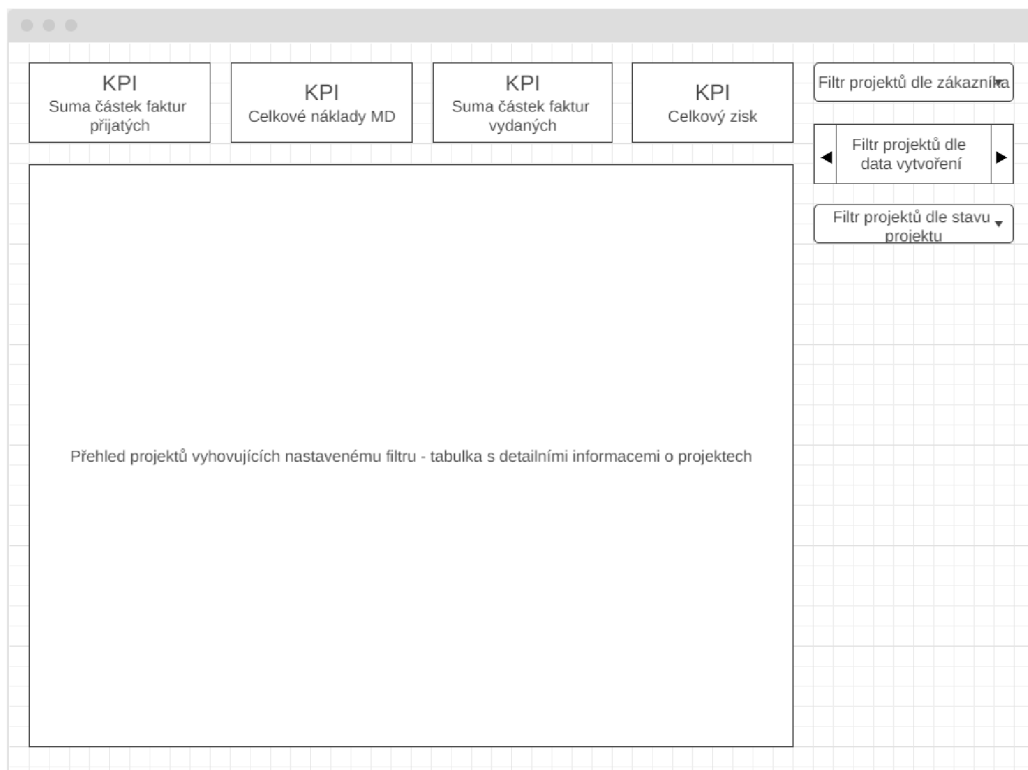 KPI
Suma částek faktur
přijatých
KPI
Celkové náklady MD
KPI
Suma částek faktur
vydaných
KPI
Celkový zisk
Filtr projektů dle zákazníka
Filtr projektů dle
data vytvoření
Filtr projektů dle stavu
projektu
Přehled projektů vyhovujících nastavenému filtru - tabulka s detailními informacemi o projektech